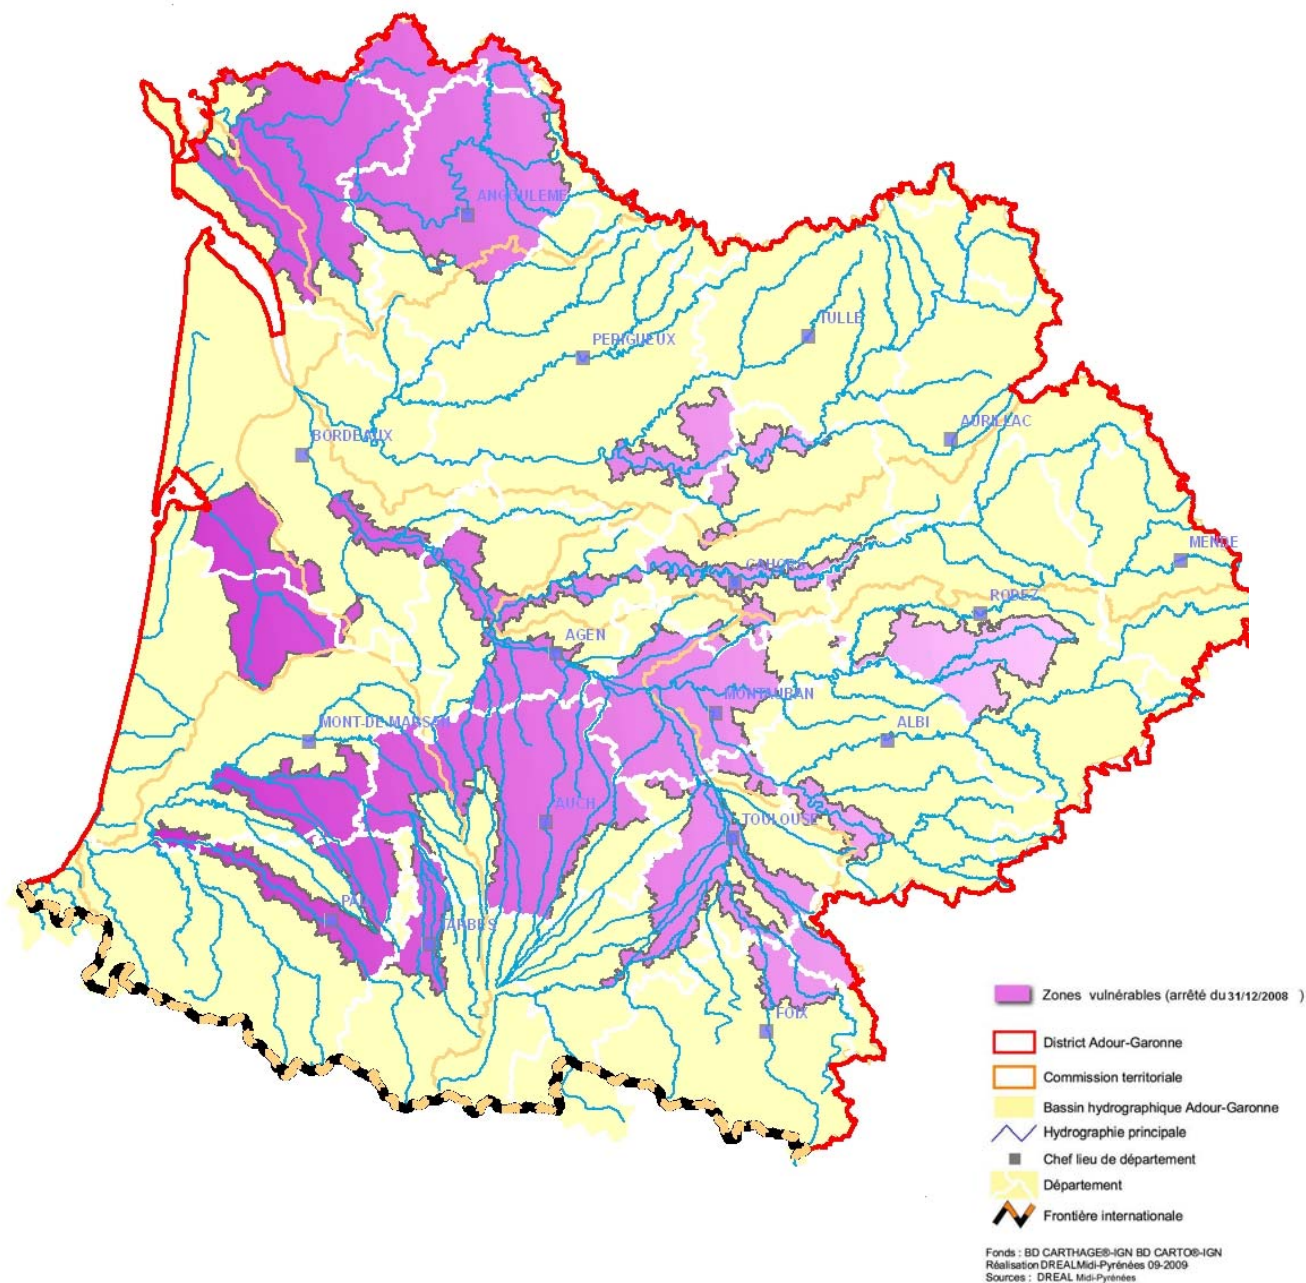 ANGOULEME
TULLE
PERIGUEUX
AURILLAC
BORDEAUX
MENDE
CAHORS
RODEZ
AGEN
MONTAUBAN
ALBI
MONT-DE-MARSAN
AUCH
TOULOUSE
PAU
TARBES
FOIX
Zones vulnérables (arrêté du 31/12/2008 )
District Adour-Garonne
Commission territoriale
Bassin hydrographique Adour-Garonne
Hydrographie principale
Chef lieu de département
Département
Frontière internationale
Fonds : BD CARTHAGE®-IGN BD CARTO®-IGN
Réalisation DREAL Midi-Pyrénées 09-2009
Sources : DREAL Midi-Pyrénées